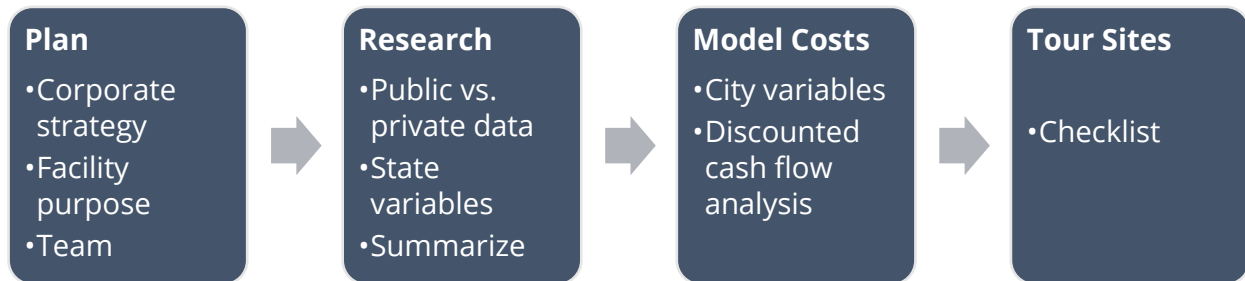 Plan
•Corporate
strategy
•Facility
purpose
•Team
Research
•Public vs.
private data
•State
variables
•Summarize
Model Costs
•City variables
•Discounted
cash flow
analysis
Tour Sites
•Checklist